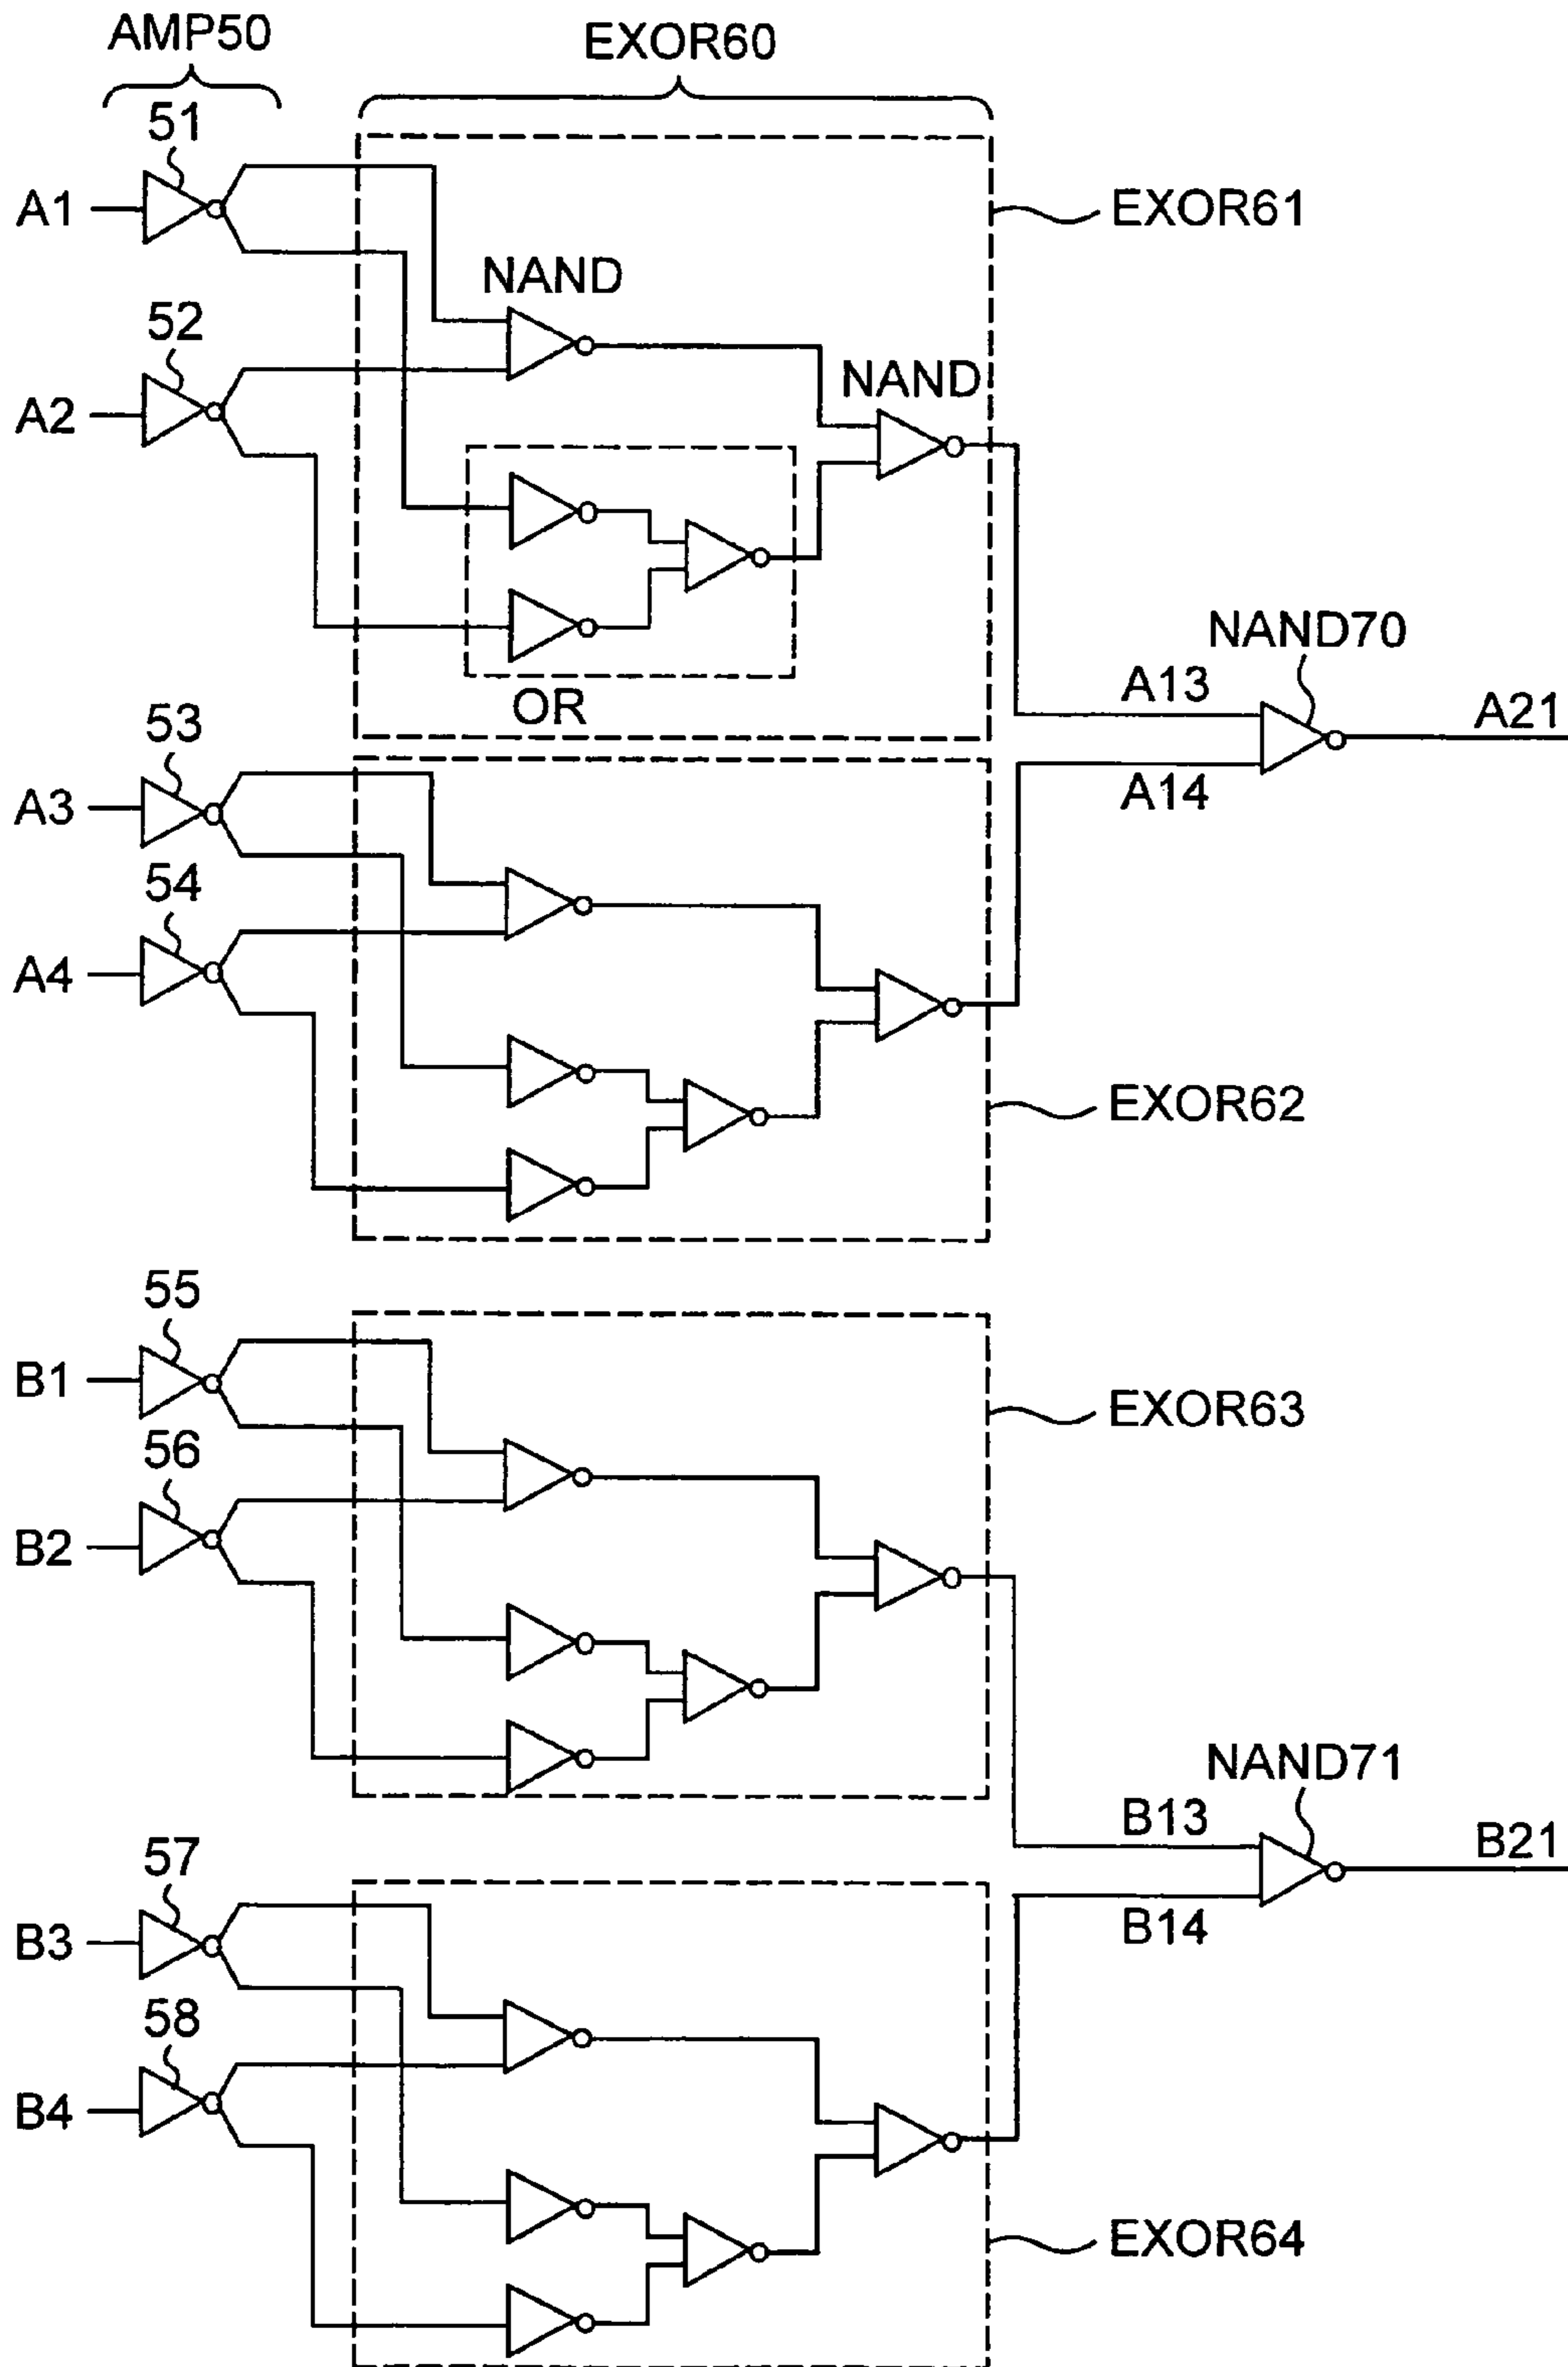 AMP50
EXOR60
51
A1
EXOR61
NAND
52
A2
NAND
OR
NAND70
A13
A21
A14
53
A3
54
A4
EXOR62
55
B1
EXOR63
56
B2
NAND71
B13
B21
B14
57
B3
58
B4
EXOR64